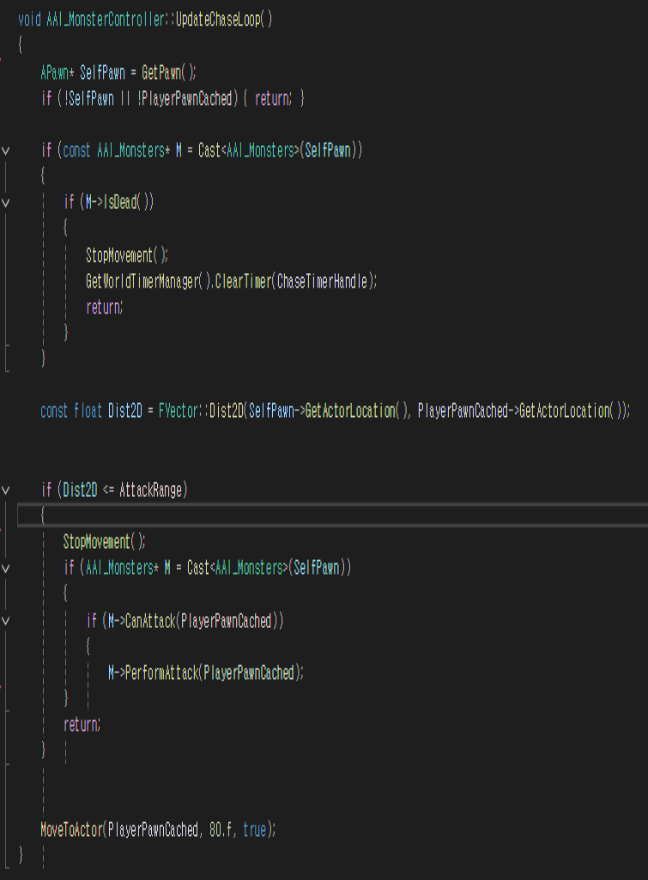 void AAI_MonsterController::UpdateChaseLoop()
{
APawn* SelfPawn = GetPawn();
if (!SelfPawn || !PlayerPawnCached) { return; }
if (const AAI_Monsters* M = Cast<AAI_Monsters>(SelfPawn))
{
if (M->IsDead())
{
StopMovement();
GetWorldTimerManager().ClearTimer(ChaseTimerHandle);
return;
}
}
const float Dist2D = FVector::Dist2D(SelfPawn->GetActorLocation(), PlayerPawnCached->GetActorLocation());
if (Dist2D <= AttackRange)
{
StopMovement();
if (AAI_Monsters* M = Cast<AAI_Monsters>(SelfPawn))
{
if (M->CanAttack(PlayerPawnCached))
{
M->PerformAttack(PlayerPawnCached);
}
return;
}
MoveToActor(PlayerPawnCached, 80.f, true);
}